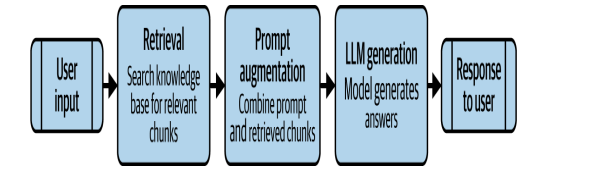 User
input
Retrieval
Search knowledge
base for relevant
chunks
Prompt
augmentation
Combine prompt
and retrieved chunks
LLM generation
Model generates
answers
Response
to user